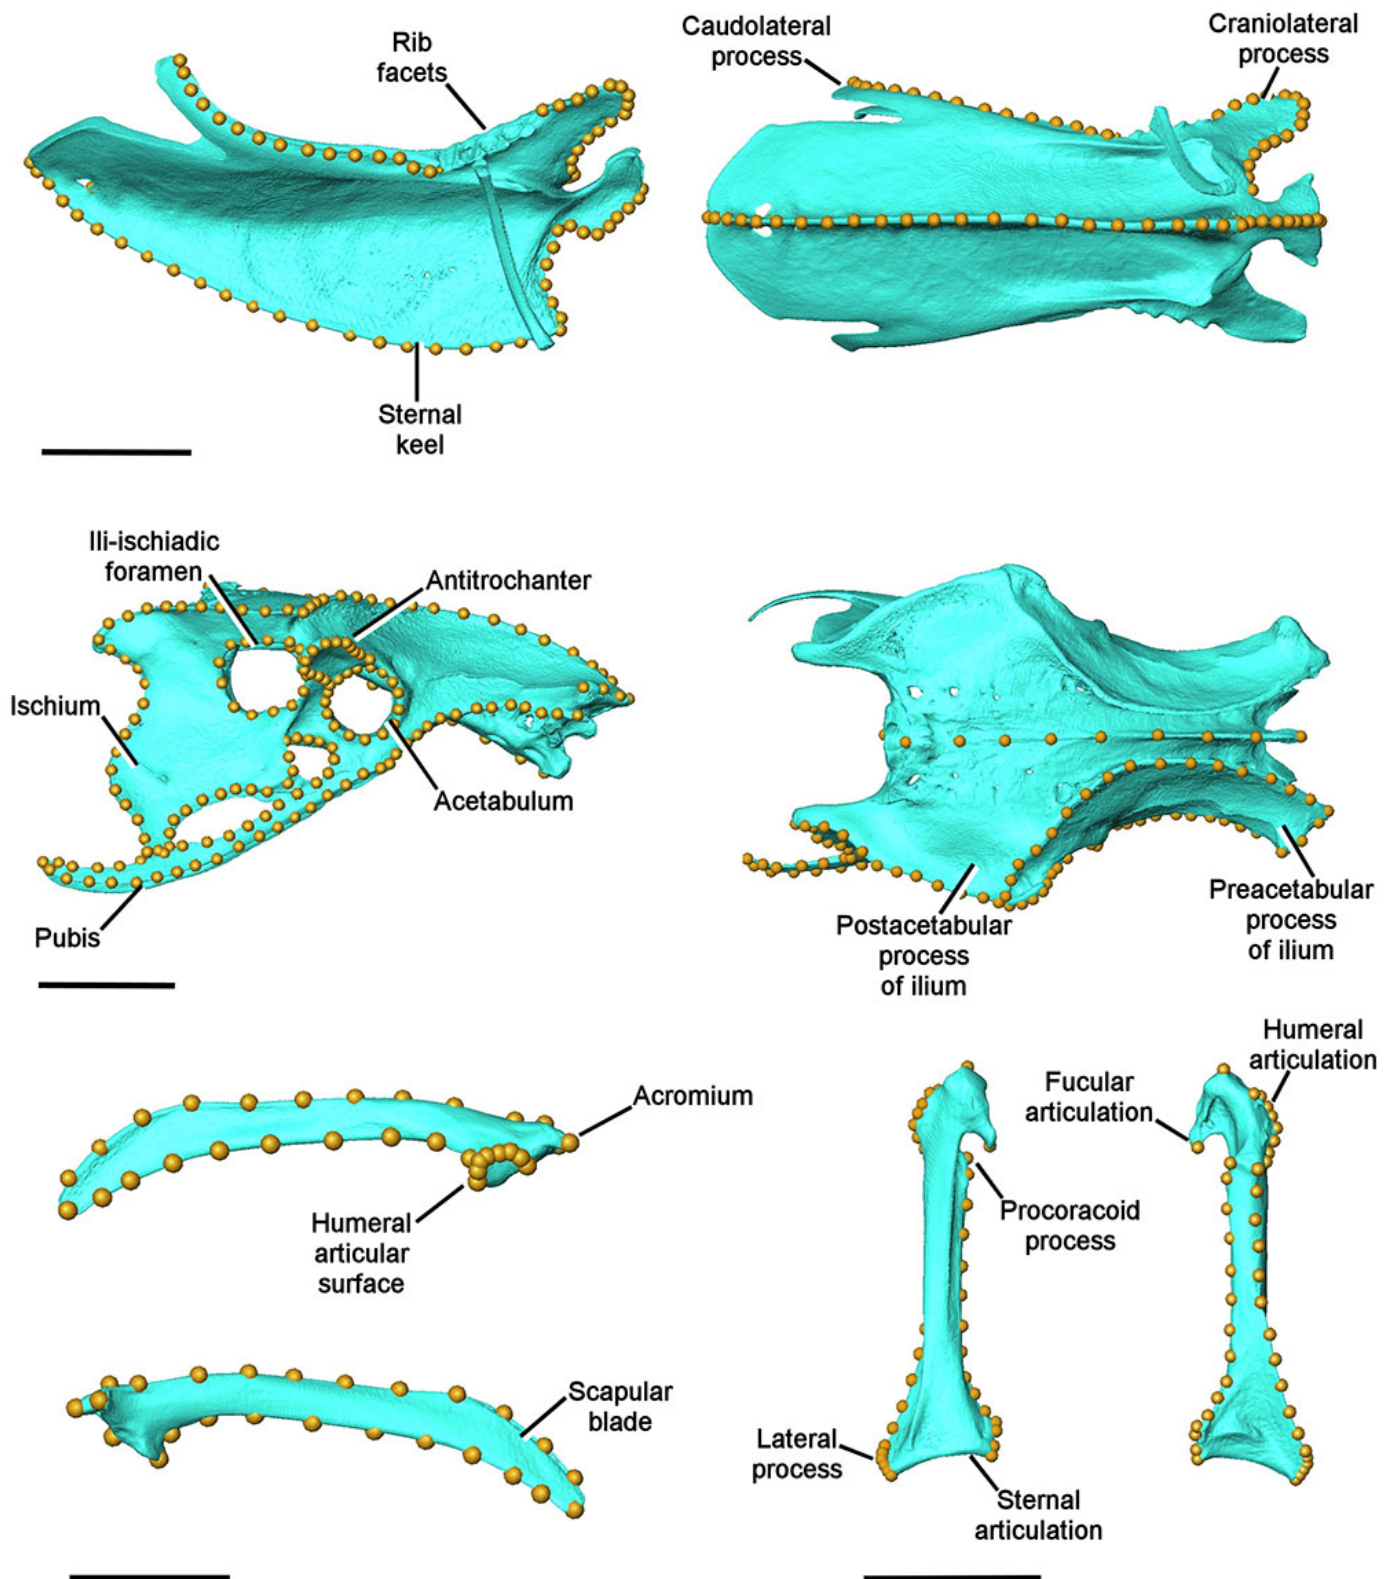 Rib
facets
Caudolateral
process
Craniolateral
process
Sternal
keel
Ili-ischiadic
foramen
Antitrochanter
Ischium
Acetabulum
Pubis
Postacetabular
process
of ilium
Preacetabular
process
of ilium
Acromium
Humeral
articular
surface
Scapular
blade
Fucular
articulation
Humeral
articulation
Procoracoid
process
Lateral
process
Sternal
articulation